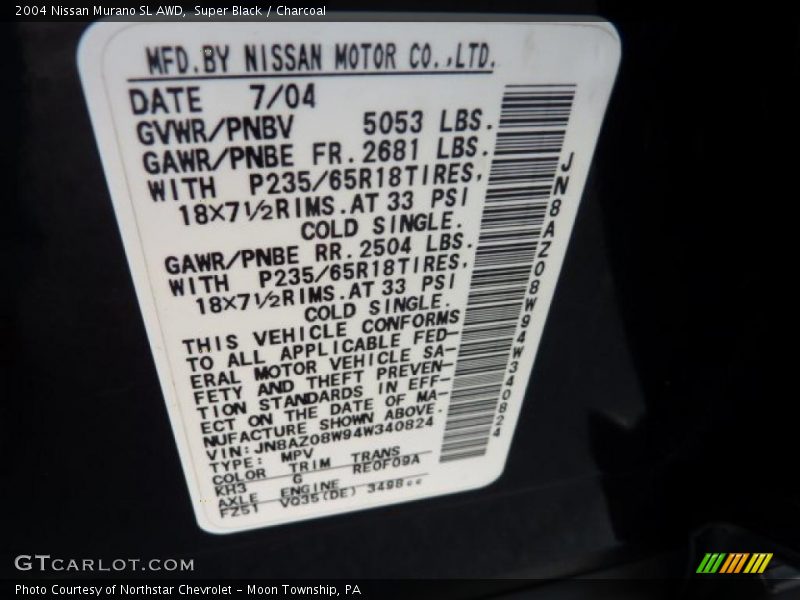 2004 Nissan Murano SL AWD,  Super Black / Charcoal
MFD.BY NISSAN MOTOR CO.,LTD.
DATE 7/04
GVWR/PNBV 5053 LBS.
GAWR/PNBE FR.2681 LBS.
WITH P235/65R18TIRES,
18X7½RIMS.AT 33 PSI
COLD SINGLE.
GAWR/PNBE RR.2504 LBS.
WITH P235/65R18TIRES,
18X7½RIMS.AT 33 PSI
COLD SINGLE.
THIS VEHICLE CONFORMS
TO ALL APPLICABLE FED-
ERAL MOTOR VEHICLE SA-
FETY AND THEFT PREVEN-
TION STANDARDS IN EFF-
ECT ON THE DATE OF MA-
NUFACTURE SHOWN ABOVE.
VIN:JN8AZ08W94W340824
TYPE: MPV
COLOR TRIM TRANS
KH3 G RE0F09A
AXLE ENGINE
FZ51 VQ35(DE) 3498cc
JN8AZ08W94W340824
GTCARLOT.COM
Photo Courtesy of Northstar Chevrolet - Moon Township, PA